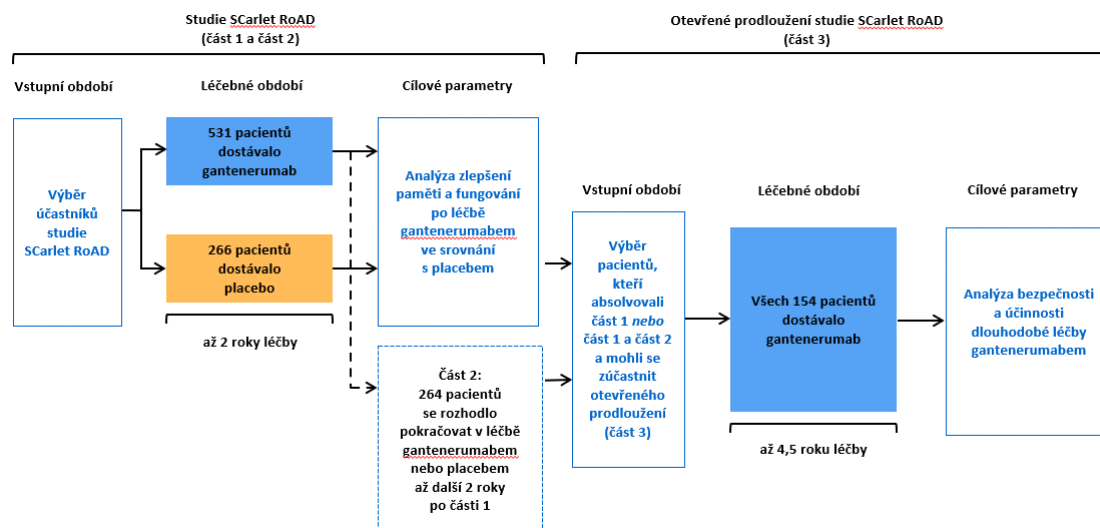 Studie SCarlet RoAD
(část 1 a část 2)
Otevřené prodloužení studie SCarlet RoAD
(část 3)
Vstupní období
Léčebné období
Cílové parametry
Výběr
účastníků
studie
SCarlet RoAD
531 pacientů
dostávalo
gantenerumab
266 pacientů
dostávalo
placebo
až 2 roky léčby
Analýza zlepšení
paměti a fungování
po léčbě
gantenerumabem
ve srovnání
s placebem
Část 2:
264 pacientů
se rozhodlo
pokračovat v léčbě
gantenerumabem
nebo placebem
až další 2 roky
po části 1
Vstupní období
Léčebné období
Cílové parametry
Výběr
pacientů,
kteří
absolvovali
část 1 nebo
část 1 a část 2
a mohli se
zúčastnit
otevřeného
prodloužení
(část 3)
Všech 154 pacientů
dostávalo
gantenerumab
až 4,5 roku léčby
Analýza bezpečnosti
a účinnosti
dlouhodobé léčby
gantenerumabem